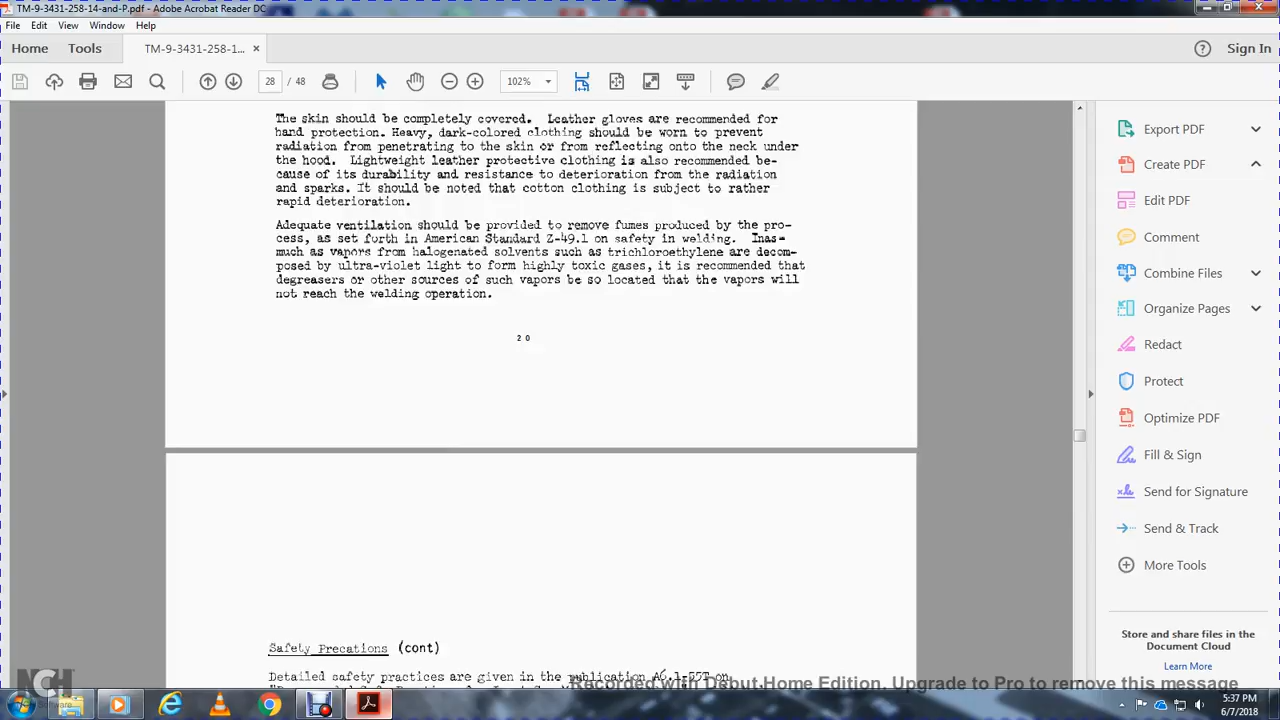 TM-9-3431-258-14-and-P.pdf - Adobe Acrobat Reader DC
File Edit View Window Help
Home Tools TM-9-3431-258-1... × Sign In
28 / 48 102%
The skin should be completely covered. Leather gloves are recommended for
hand protection. Heavy, dark-colored clothing should be worn to prevent
radiation from penetrating to the skin or from reflecting onto the neck under
the hood. Lightweight leather protective clothing is also recommended be-
cause of its durability and resistance to deterioration from the radiation
and sparks. It should be noted that cotton clothing is subject to rather
rapid deterioration.
Adequate ventilation should be provided to remove fumes produced by the pro-
cess, as set forth in American Standard Z-49.1 on safety in welding. Inas-
much as vapors from halogenated solvents such as trichloroethylene are decom-
posed by ultra-violet light to form highly toxic gases, it is recommended that
degreasers or other sources of such vapors be so located that the vapors will
not reach the welding operation.
20
Safety Precations (cont)
Detailed safety practices are given in the publication on
Export PDF
Create PDF
Edit PDF
Comment
Combine Files
Organize Pages
Redact
Protect
Optimize PDF
Fill & Sign
Send for Signature
Send & Track
More Tools
Store and share files in the
Document Cloud
Learn More
NCH
Software
Recorded with Debut Home Edition. Upgrade to Pro to remove this message
5:37 PM
6/7/2018